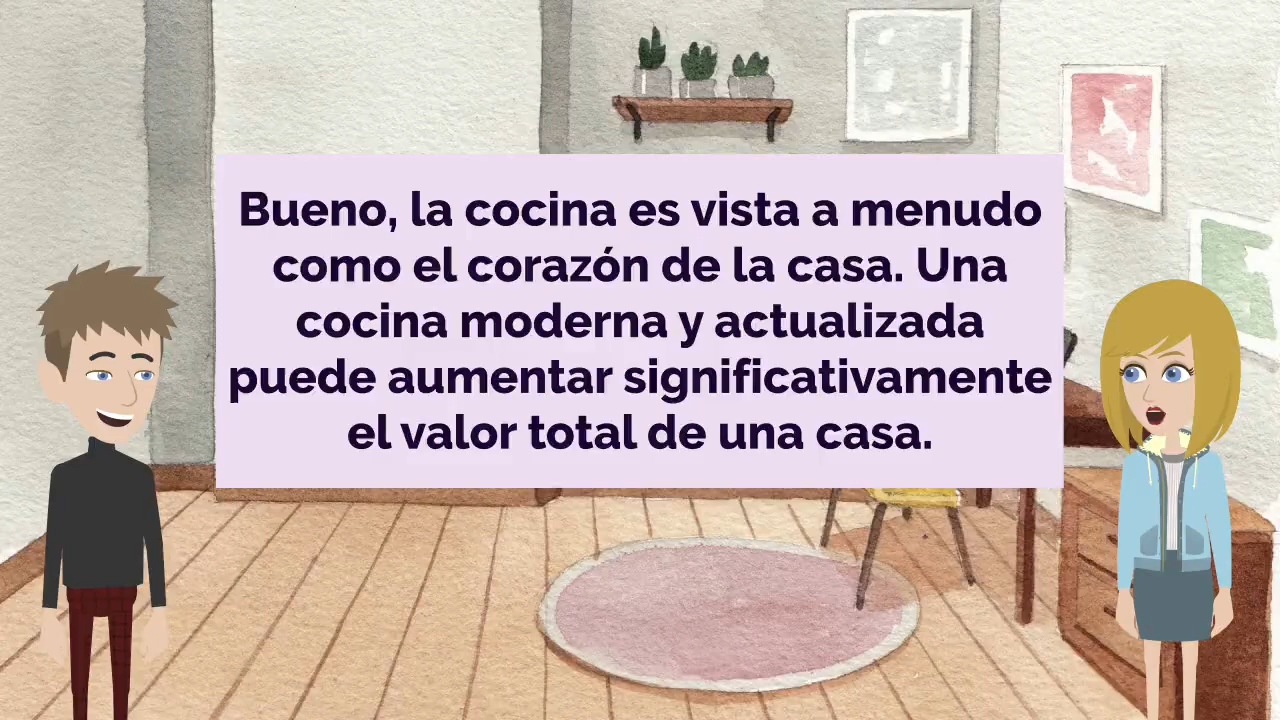 Bueno, la cocina es vista a menudo
como el corazón de la casa. Una
cocina moderna y actualizada
puede aumentar significativamente
el valor total de una casa.